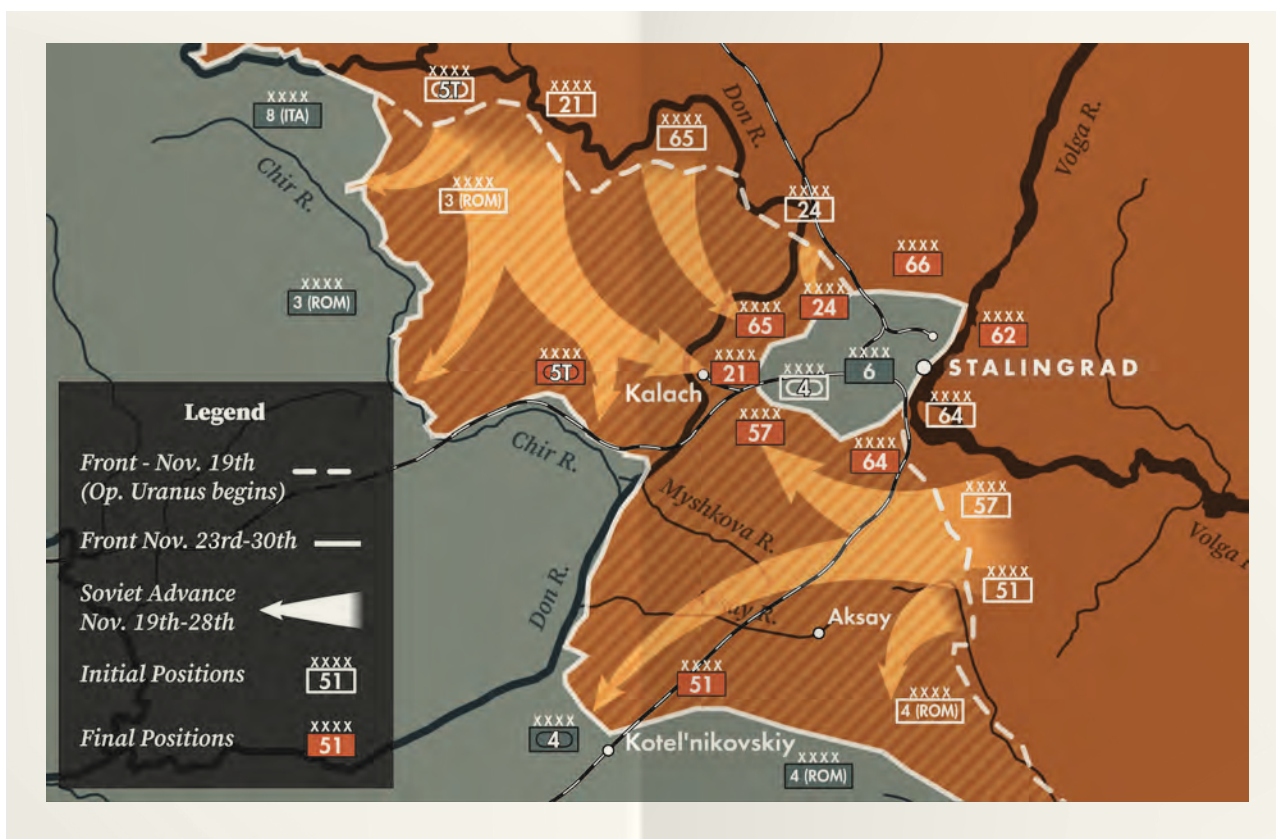 XXXX
5T
XXXX
8 (ITA)
XXXX
21
XXXX
65
Don R.
Volga R.
Chir R.
XXXX
3 (ROM)
XXXX
24
XXXX
66
XXXX
3 (ROM)
XXXX
65
XXXX
24
XXXX
62
XXXX
5T
Kalach
XXXX
21
XXXX
4
XXXX
6
STALINGRAD
XXXX
64
XXXX
57
XXXX
64
Chir R.
Myshkova R.
XXXX
57
Volga
XXXX
51
Don R.
R.
Aksay
XXXX
51
XXXX
4 (ROM)
XXXX
4
Kotel'nikovskiy
XXXX
4 (ROM)
Legend
Front - Nov. 19th
(Op. Uranus begins)
Front Nov. 23rd-30th
Soviet Advance
Nov. 19th-28th
Initial Positions
XXXX
51
Final Positions
XXXX
51